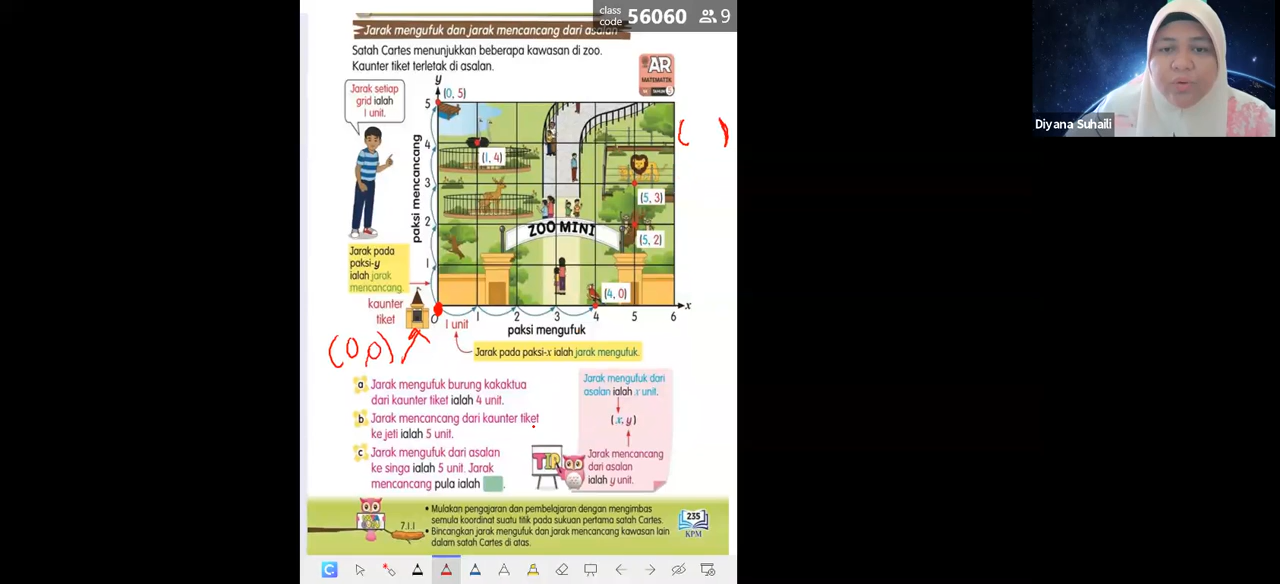 class code 56060 9
Jarak mengufuk dan jarak mencancang dari asalan
Satah Cartes menunjukkan beberapa kawasan di zoo.
Kaunter tiket terletak di asalan.
AR
MATEMATIK
Jarak setiap
grid ialah
1 unit.
y
(0, 5)
5
4
3
2
1
paksi mencancang
( )
(1, 4)
(5, 3)
(5, 2)
ZOO MINI
(4, 0)
Jarak pada
paksi-y
ialah jarak
mencancang.
kaunter
tiket
O
1 2 3 4 5 6
x
1 unit
paksi mengufuk
(0,0)
Jarak pada paksi-x ialah jarak mengufuk.
a Jarak mengufuk burung kakaktua
dari kaunter tiket ialah 4 unit.
b Jarak mencancang dari kaunter tiket
ke jeti ialah 5 unit.
c Jarak mengufuk dari asalan
ke singa ialah 5 unit. Jarak
mencancang pula ialah .
Jarak mengufuk dari
asalan ialah x unit.
(x, y)
Jarak mencancang
dari asalan
ialah y unit.
TIP
7.1.1
• Mulakan pengajaran dan pembelajaran dengan mengimbas
semula koordinat suatu titik pada sukuan pertama satah Cartes.
• Bincangkan jarak mengufuk dan jarak mencancang kawasan lain
dalam satah Cartes di atas.
235
KPM
Diyana Suhaili